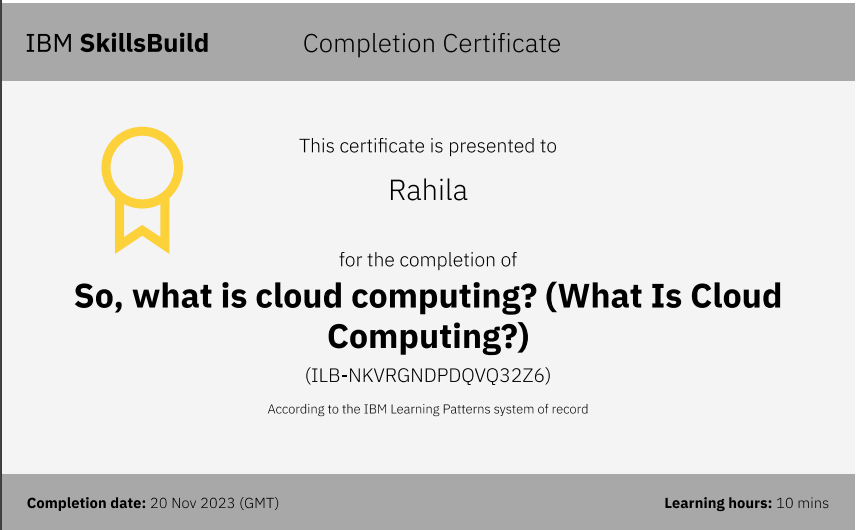 IBM SkillsBuild
Completion Certificate
This certificate is presented to
Rahila
for the completion of
So, what is cloud computing? (What Is Cloud
Computing?)
(ILB-NKVRGNDPDQVQ32Z6)
According to the IBM Learning Patterns system of record
Completion date: 20 Nov 2023 (GMT)
Learning hours: 10 mins